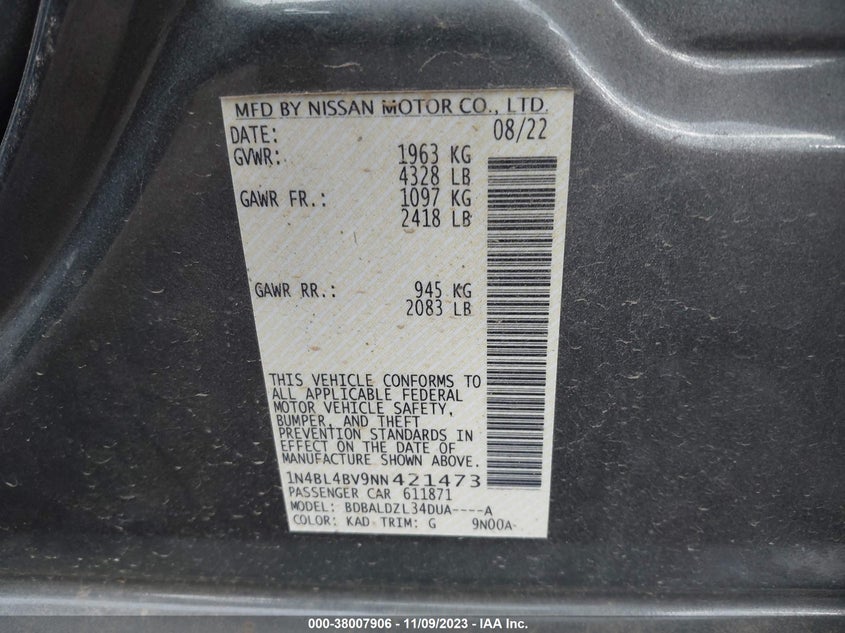 MFD BY NISSAN MOTOR CO., LTD.
DATE: 08/22
GVWR: 1963 KG
4328 LB
GAWR FR.: 1097 KG
2418 LB
GAWR RR.: 945 KG
2083 LB
THIS VEHICLE CONFORMS TO
ALL APPLICABLE FEDERAL
MOTOR VEHICLE SAFETY,
BUMPER, AND THEFT
PREVENTION STANDARDS IN
EFFECT ON THE DATE OF
MANUFACTURE SHOWN ABOVE.
1N4BL4BV9NN421473
PASSENGER CAR 611871
MODEL: BDBALDZL34DUA----A
COLOR: KAD TRIM: G 9N00A-
000-38007906 - 11/09/2023 - IAA Inc.